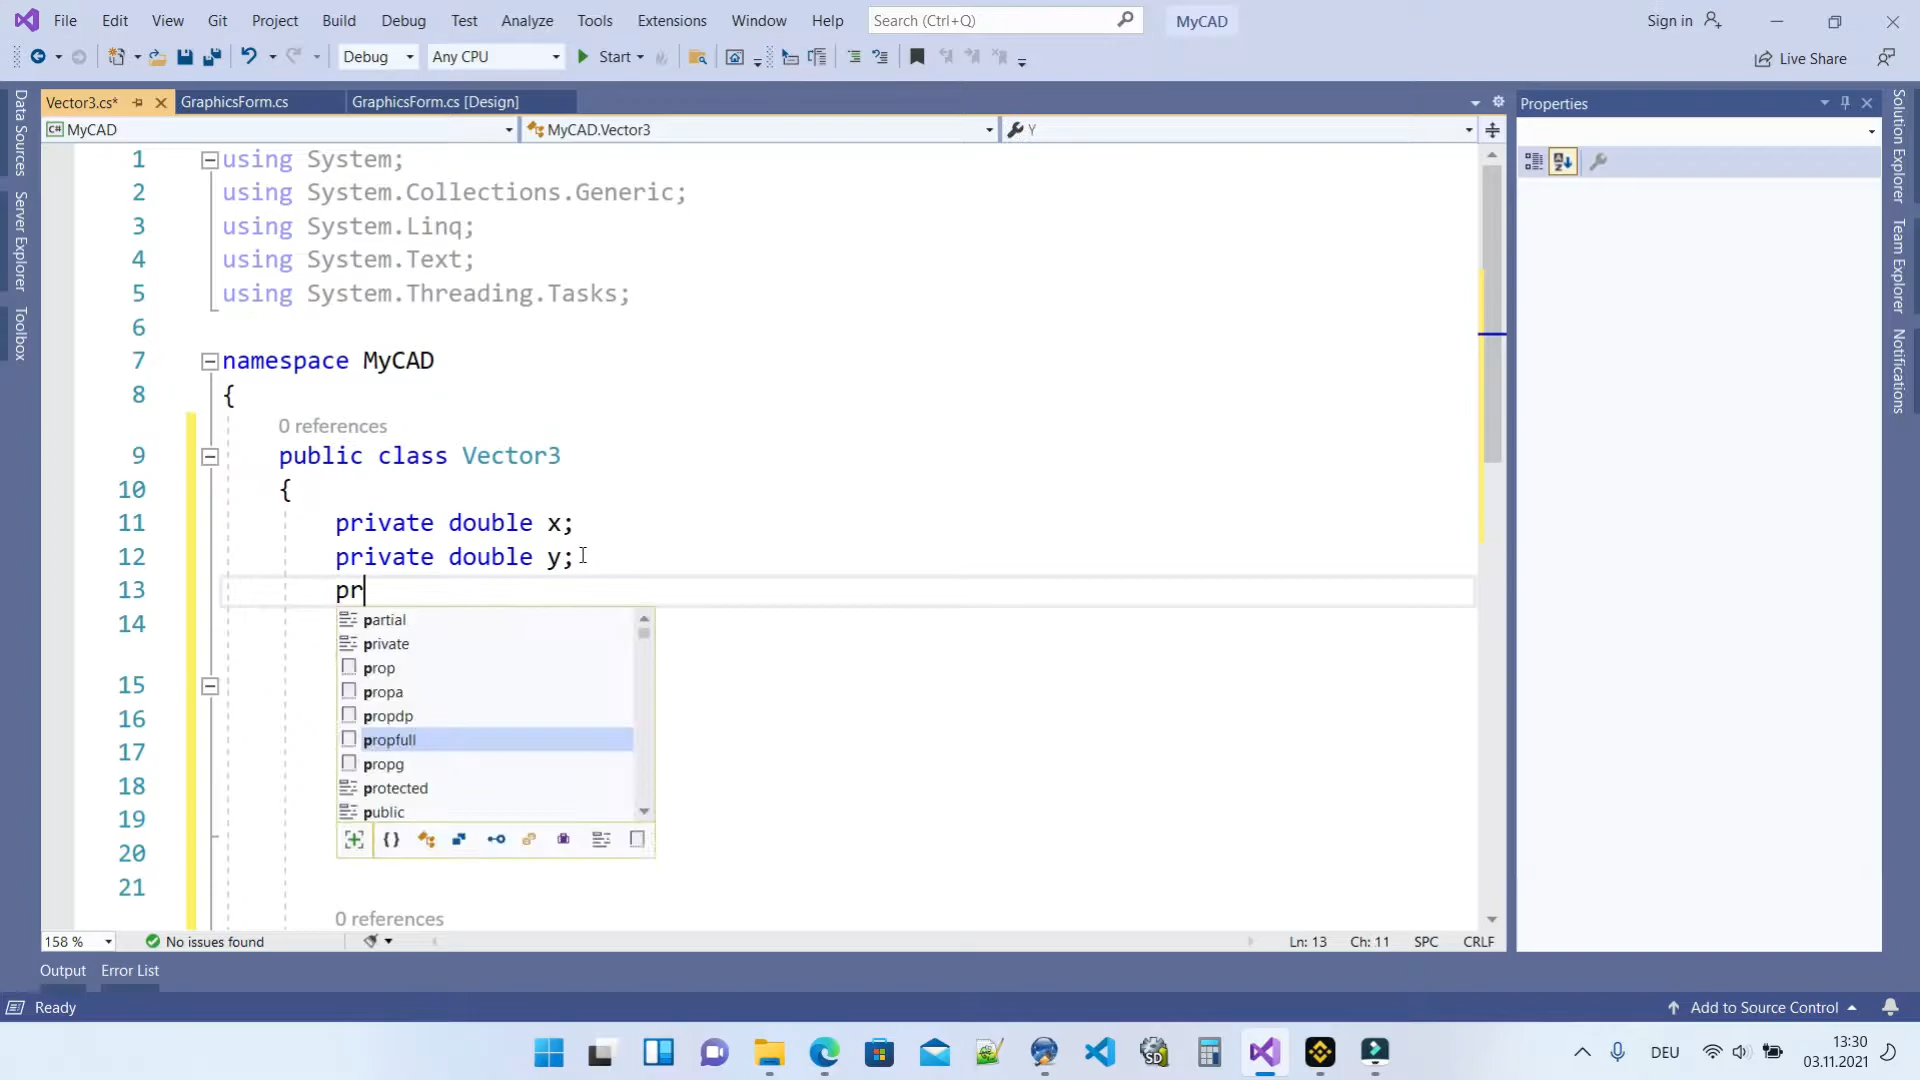 File Edit View Git Project Build Debug Test Analyze Tools Extensions Window Help Search (Ctrl+Q) MyCAD Sign in
Debug Any CPU Start Live Share
Vector3.cs* GraphicsForm.cs GraphicsForm.cs [Design] Properties
C# MyCAD MyCAD.Vector3 Y
Data Sources
Server Explorer
Toolbox
1 using System;
2 using System.Collections.Generic;
3 using System.Linq;
4 using System.Text;
5 using System.Threading.Tasks;
6
7 namespace MyCAD
8 {
0 references
9 public class Vector3
10 {
11 private double x;
12 private double y;
13 pr
14
15
16
17
18
19
20
21
partial
private
prop
propa
propdp
propfull
propg
protected
public
0 references
158 % No issues found Ln: 13 Ch: 11 SPC CRLF
Solution Explorer
Team Explorer
Notifications
Output Error List
Ready Add to Source Control
SD
DEU 13:30
03.11.2021